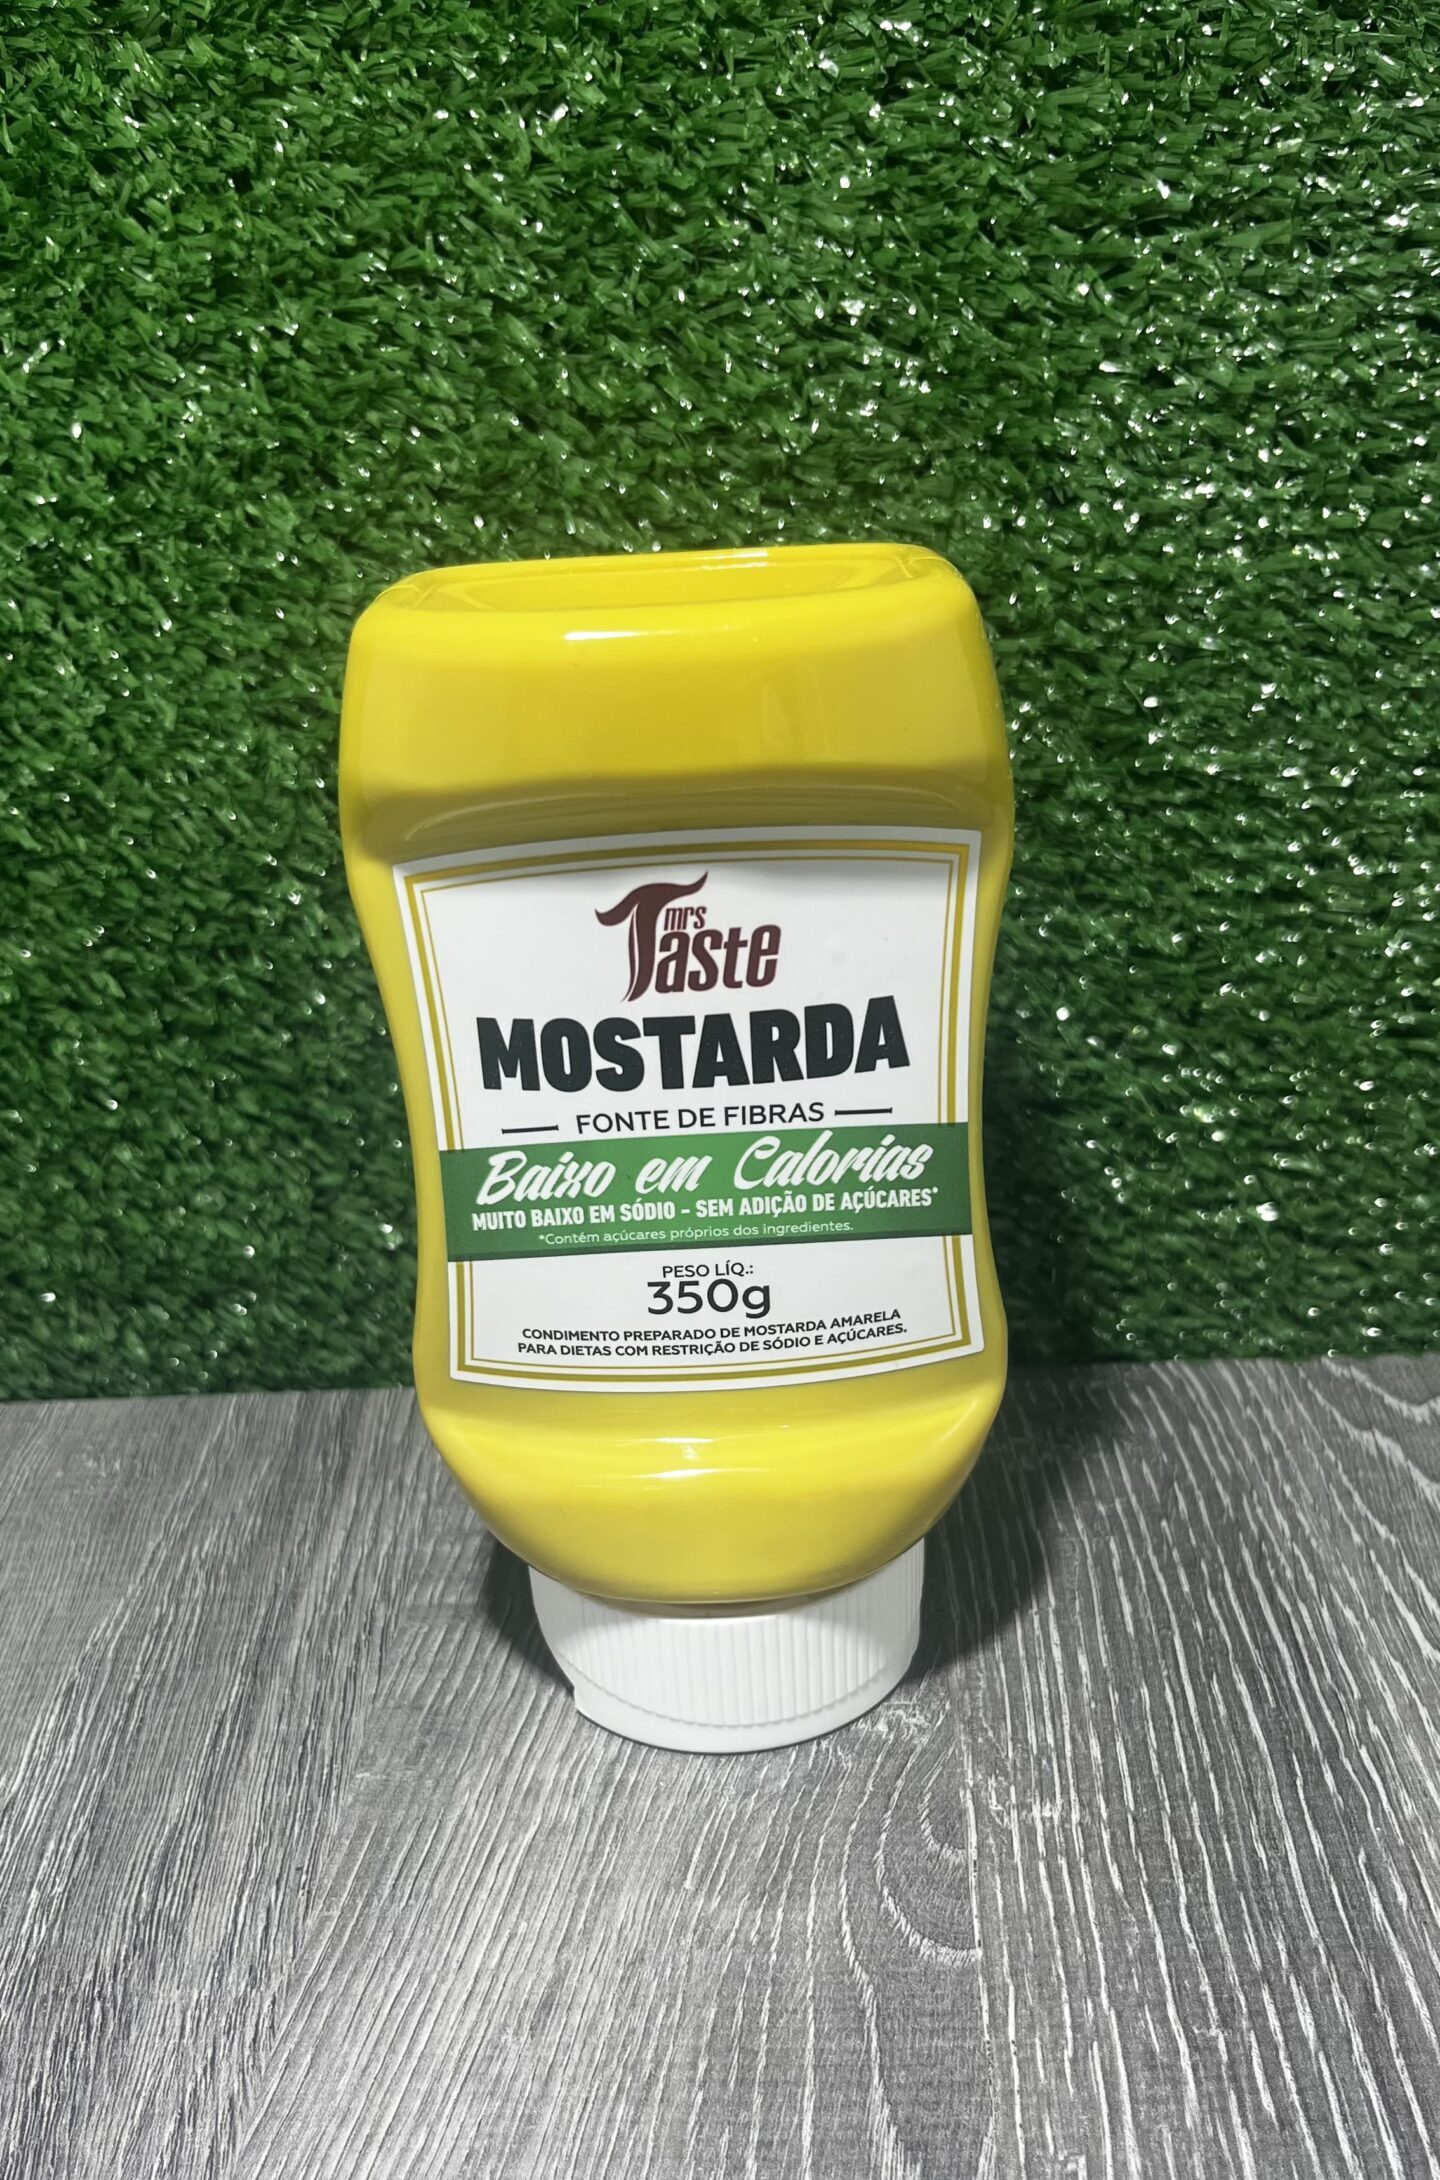 mrs
Taste
MOSTARDA
FONTE DE FIBRAS
Baixo em Calorias
MUITO BAIXO EM SÓDIO - SEM ADIÇÃO DE AÇÚCARES*
*Contém açúcares próprios dos ingredientes.
PESO LÍQ.:
350g
CONDIMENTO PREPARADO DE MOSTARDA AMARELA
PARA DIETAS COM RESTRIÇÃO DE SÓDIO E AÇÚCARES.